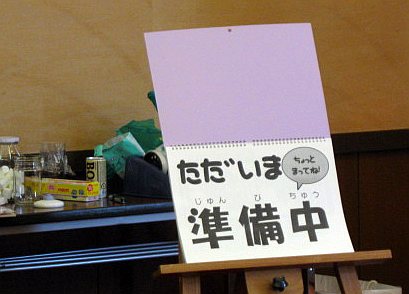 ただいま
ちょっと
まってね!
じゅん び ちゅう
準備中